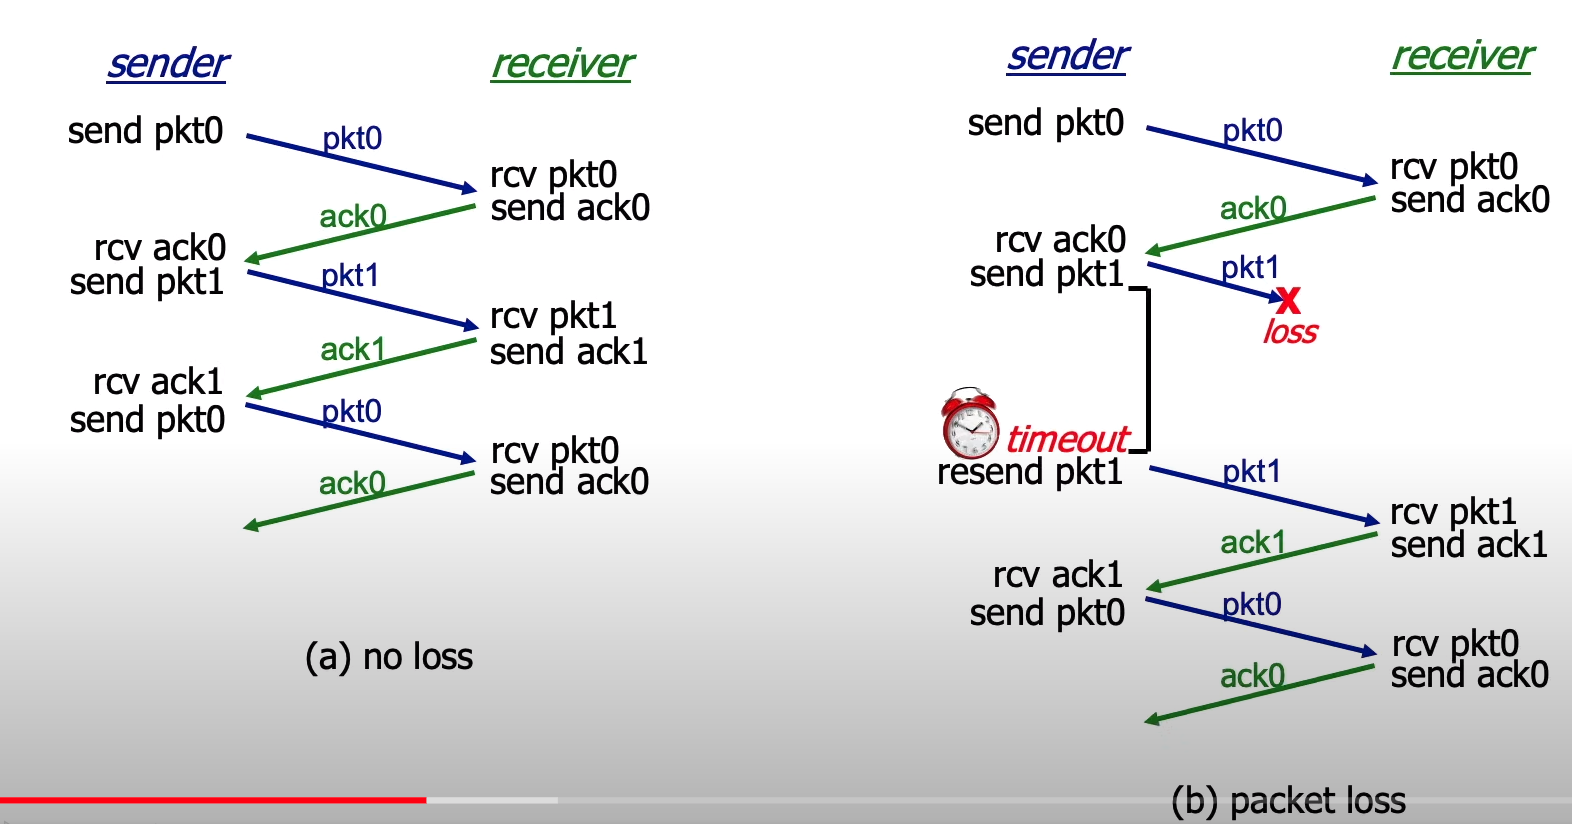 sender
receiver
send pkt0
pkt0
rcv pkt0
send ack0
ack0
rcv ack0
send pkt1
pkt1
rcv pkt1
send ack1
ack1
rcv ack1
send pkt0
pkt0
rcv pkt0
send ack0
ack0
(a) no loss
sender
receiver
send pkt0
pkt0
rcv pkt0
send ack0
ack0
rcv ack0
send pkt1
pkt1
X
loss
timeout
resend pkt1
pkt1
rcv pkt1
send ack1
ack1
rcv ack1
send pkt0
pkt0
rcv pkt0
send ack0
ack0
(b) packet loss